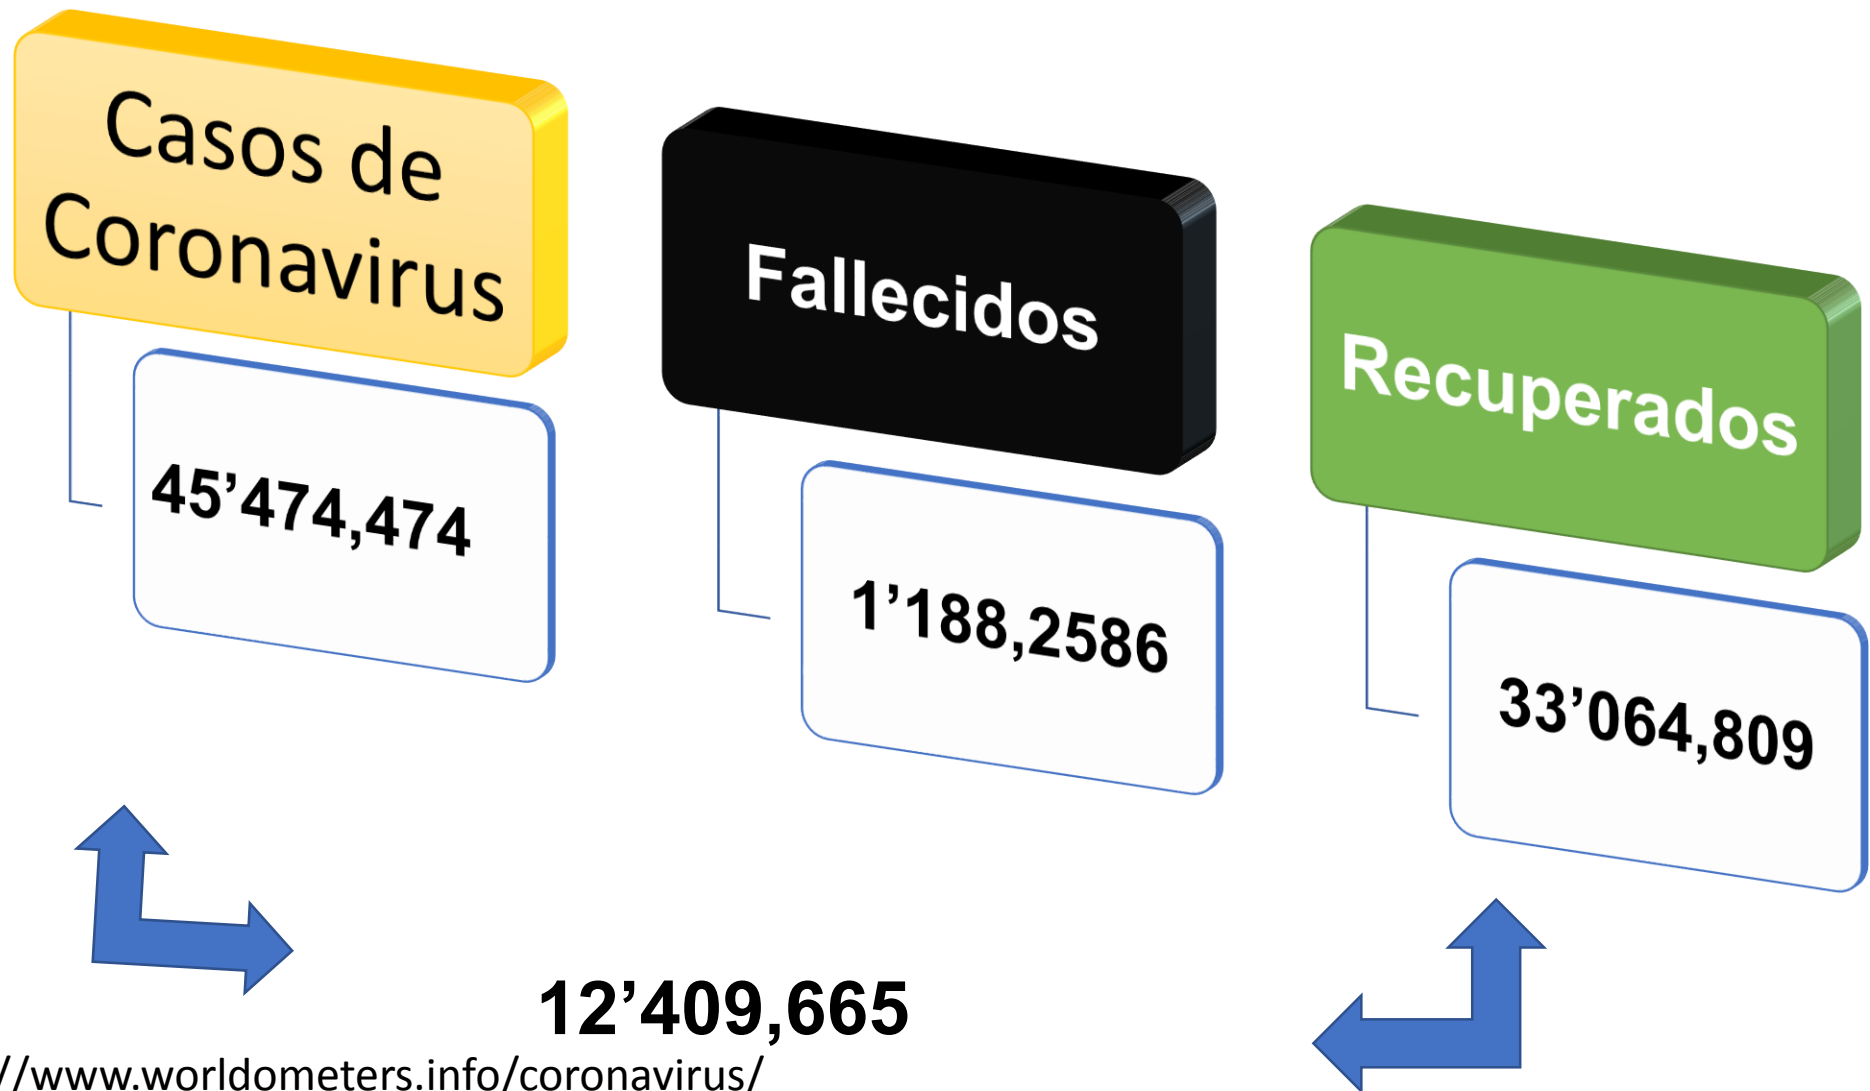 Casos de
Coronavirus
45’474,474
Fallecidos
1’188,2586
Recuperados
33’064,809
12’409,665
//www.worldometers.info/coronavirus/